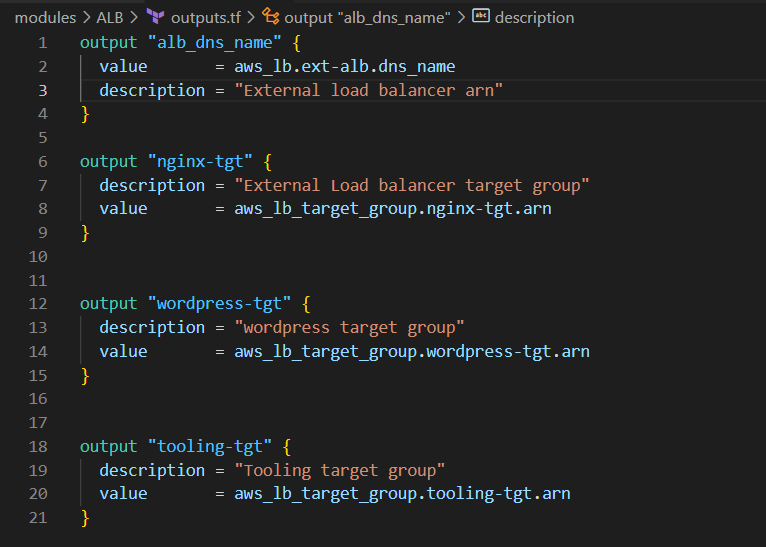 modules > ALB > outputs.tf > output "alb_dns_name" > abc description
1 output "alb_dns_name" {
2   value       = aws_lb.ext-alb.dns_name
3   description = "External load balancer arn"
4 }
5
6 output "nginx-tgt" {
7   description = "External Load balancer target group"
8   value       = aws_lb_target_group.nginx-tgt.arn
9 }
10
11
12 output "wordpress-tgt" {
13   description = "wordpress target group"
14   value       = aws_lb_target_group.wordpress-tgt.arn
15 }
16
17
18 output "tooling-tgt" {
19   description = "Tooling target group"
20   value       = aws_lb_target_group.tooling-tgt.arn
21 }